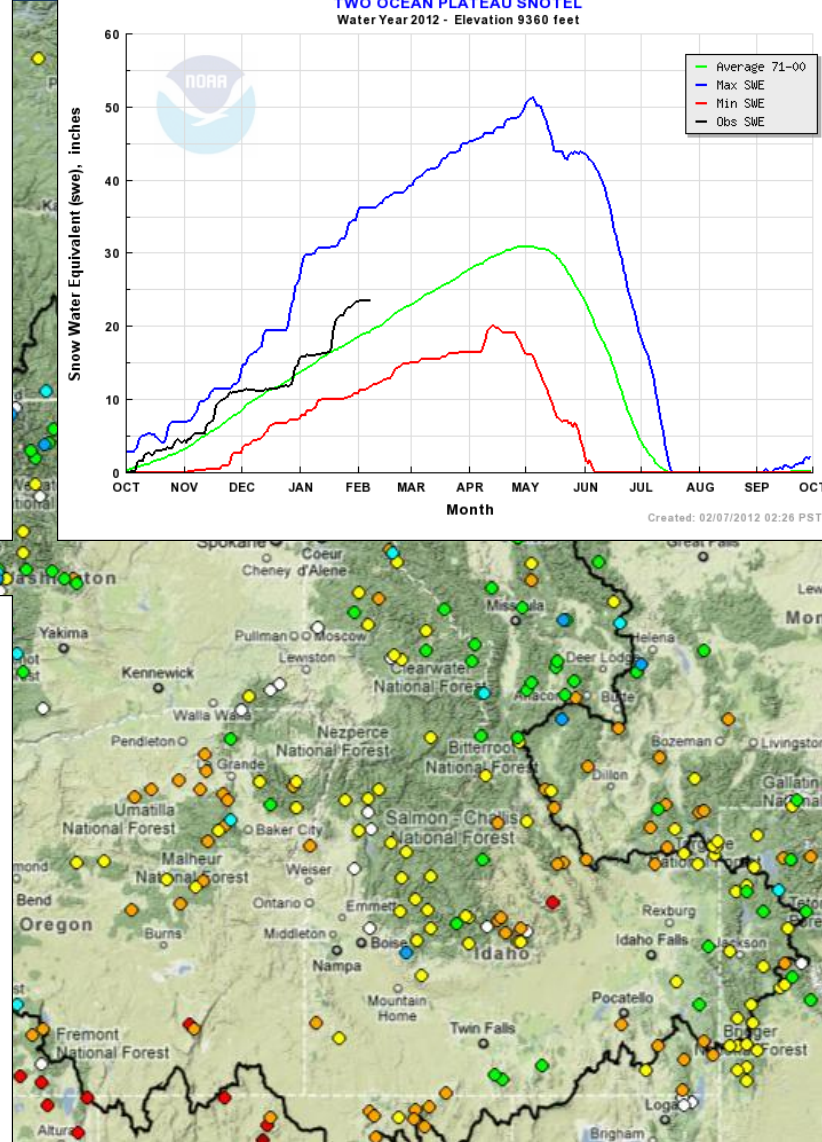 TWO OCEAN PLATEAU SNOTEL
Water Year 2012 - Elevation 9360 feet
NOAA
Average 71-00
Max SWE
Min SWE
Obs SWE
Snow Water Equivalent (swe), inches
60
50
40
30
20
10
0
OCT NOV DEC JAN FEB MAR APR MAY JUN JUL AUG SEP OCT
Month
Created: 02/07/2012 02:26 PST
Spokane
Coeur
d'Alene
Cheney
Great Falls
Missoula
Yakima
Pullman Moscow
Helena
Lewiston
Deer Lodge
Kennewick
Clearwater
National Forest
Butte
Walla Walla
Nezperce
National Forest
Pendleton
Bitterroot
National Forest
Bozeman
Livingston
La Grande
Dillon
Umatilla
National Forest
Salmon - Challis
National Forest
Baker City
Malheur
National Forest
Weiser
Bend
Ontario
Emmett
Rexburg
Oregon
Burns
Middleton
Boise
Idaho
Idaho Falls
Jackson
Nampa
Mountain
Home
Pocatello
Fremont
National Forest
Twin Falls
Brigham